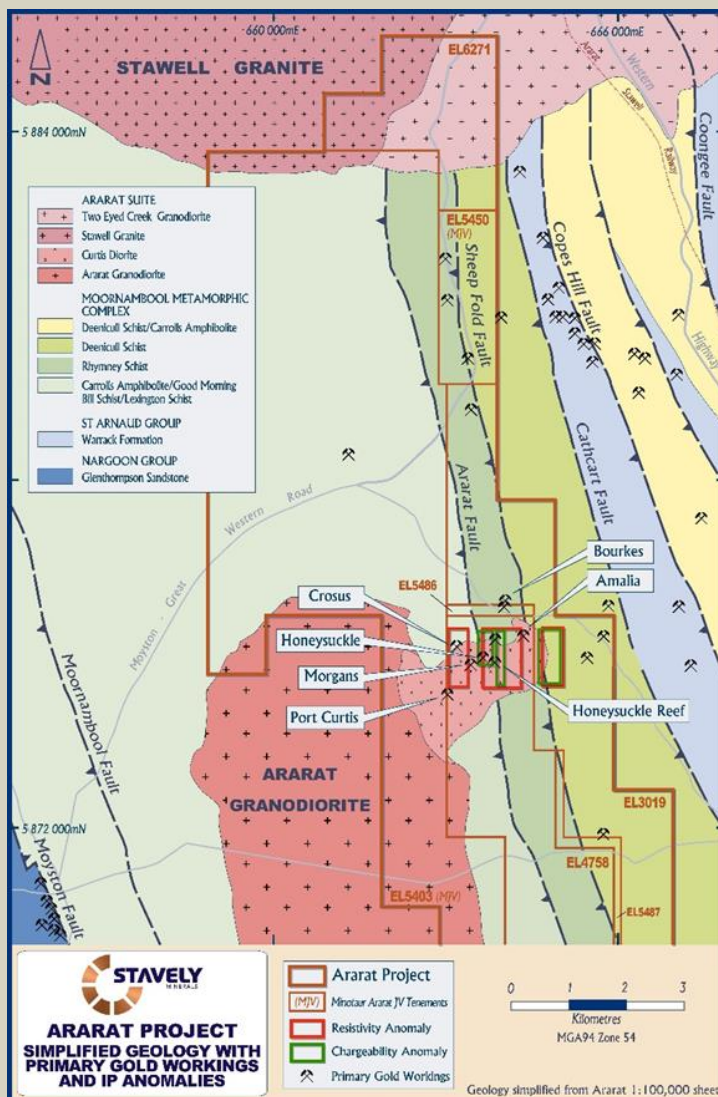 660 000mE
666 000mE
N
STAWELL GRANITE
EL6271
Western
Ararat
Stawell
Railway
Highway
Coongee Fault
5 884 000mN
ARARAT SUITE
Two Eyed Creek Granodiorite
Stawell Granite
Curtis Diorite
Ararat Granodiorite
MOORNAMBOOL METAMORPHIC
COMPLEX
Deenicull Schist/Carrolls Amphibolite
Deenicull Schist
Rhymney Schist
Carrolls Amphibolite/Good Morning
Bill Schist/Lexington Schist
ST ARNAUD GROUP
Warrack Formation
NARGOON GROUP
Glenthompson Sandstone
EL5450
(MJV)
Sheep Fold Fault
Copes Hill Fault
Cathcart Fault
Ararat Fault
Moyston - Great Western Road
Bourkes
Amalia
EL5486
Crosus
Honeysuckle
Morgans
Port Curtis
Honeysuckle Reef
Moornambool Fault
ARARAT
GRANODIORITE
EL3019
5 872 000mN
Moyston Fault
EL4758
EL5403 (MJV)
EL5487
STAVELY
MINERALS
ARARAT PROJECT
SIMPLIFIED GEOLOGY WITH
PRIMARY GOLD WORKINGS
AND IP ANOMALIES
Ararat Project
(MJV) Minotaur Ararat JV Tenements
Resistivity Anomaly
Chargeability Anomaly
Primary Gold Workings
0 1 2 3
Kilometres
MGA94 Zone 54
Geology simplified from Ararat 1:100,000 sheet